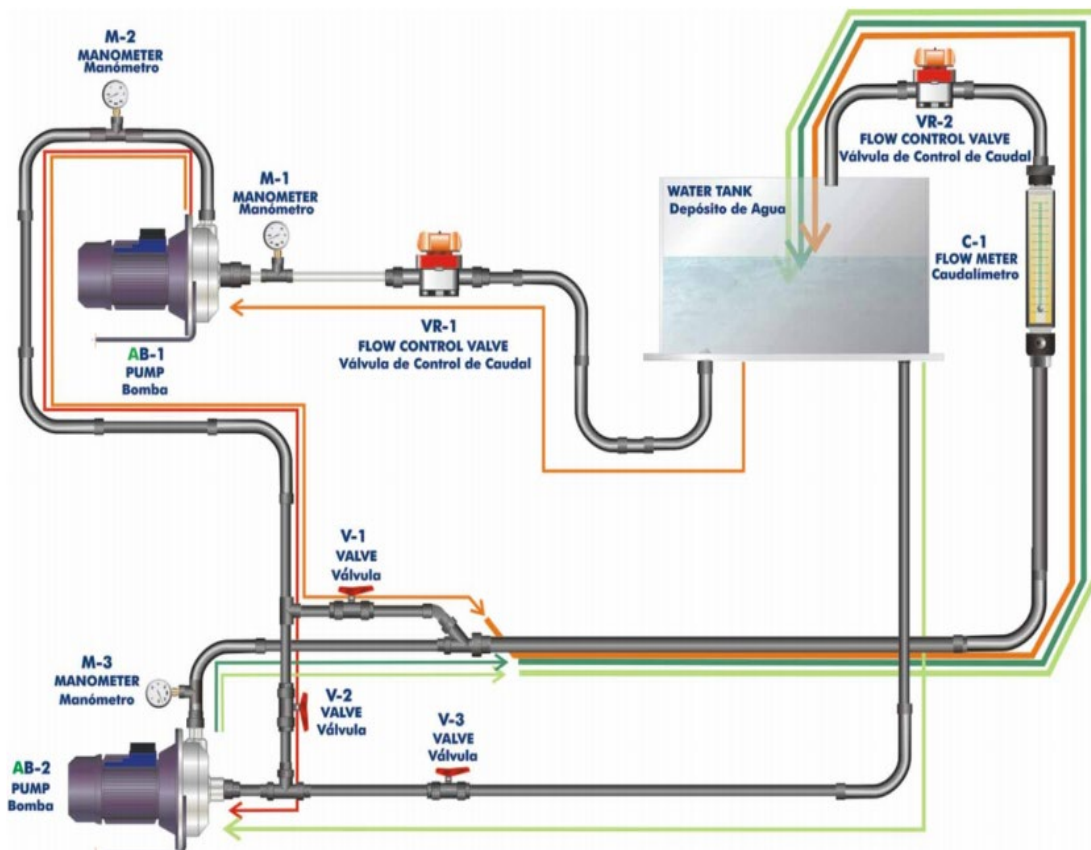 M-2
MANOMETER
Manómetro
VR-2
FLOW CONTROL VALVE
Válvula de Control de Caudal
M-1
MANOMETER
Manómetro
WATER TANK
Depósito de Agua
C-1
FLOW METER
Caudalímetro
VR-1
FLOW CONTROL VALVE
Válvula de Control de Caudal
AB-1
PUMP
Bomba
V-1
VALVE
Válvula
M-3
MANOMETER
Manómetro
V-2
VALVE
Válvula
V-3
VALVE
Válvula
AB-2
PUMP
Bomba